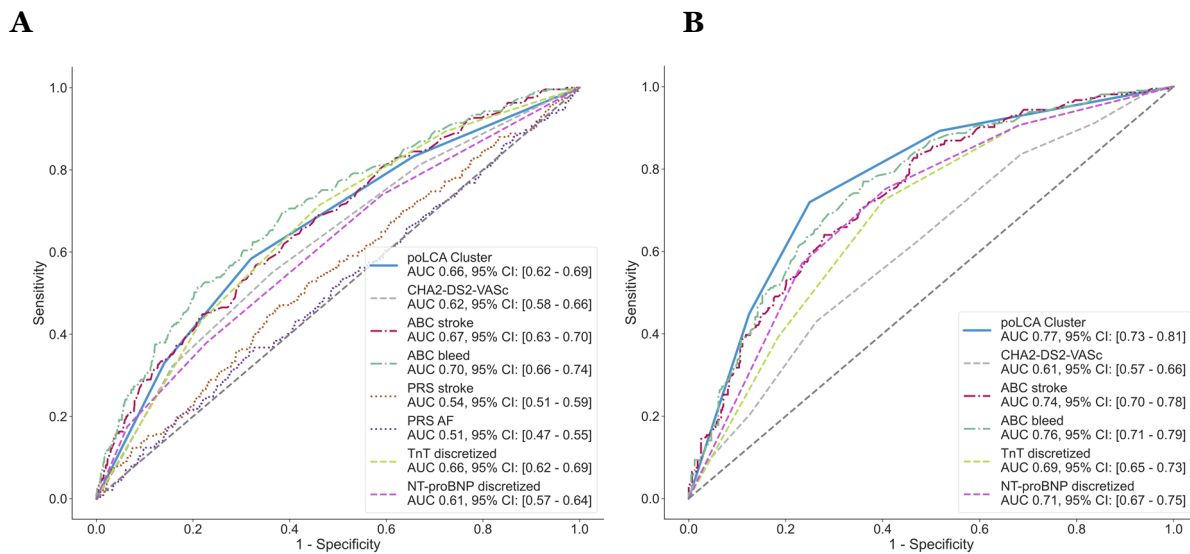 A
B
1.0
0.8
0.6
0.4
0.2
0.0
Sensitivity
0.0
0.2
0.4
0.6
0.8
1.0
1 - Specificity
poLCA Cluster
AUC 0.66, 95% CI: [0.62 - 0.69]
CHA2-DS2-VASc
AUC 0.62, 95% CI: [0.58 - 0.66]
ABC stroke
AUC 0.67, 95% CI: [0.63 - 0.70]
ABC bleed
AUC 0.70, 95% CI: [0.66 - 0.74]
PRS stroke
AUC 0.54, 95% CI: [0.51 - 0.59]
PRS AF
AUC 0.51, 95% CI: [0.47 - 0.55]
TnT discretized
AUC 0.66, 95% CI: [0.62 - 0.69]
NT-proBNP discretized
AUC 0.61, 95% CI: [0.57 - 0.64]
1.0
0.8
0.6
0.4
0.2
0.0
Sensitivity
0.0
0.2
0.4
0.6
0.8
1.0
1 - Specificity
poLCA Cluster
AUC 0.77, 95% CI: [0.73 - 0.81]
CHA2-DS2-VASc
AUC 0.61, 95% CI: [0.57 - 0.66]
ABC stroke
AUC 0.74, 95% CI: [0.70 - 0.78]
ABC bleed
AUC 0.76, 95% CI: [0.71 - 0.79]
TnT discretized
AUC 0.69, 95% CI: [0.65 - 0.73]
NT-proBNP discretized
AUC 0.71, 95% CI: [0.67 - 0.75]